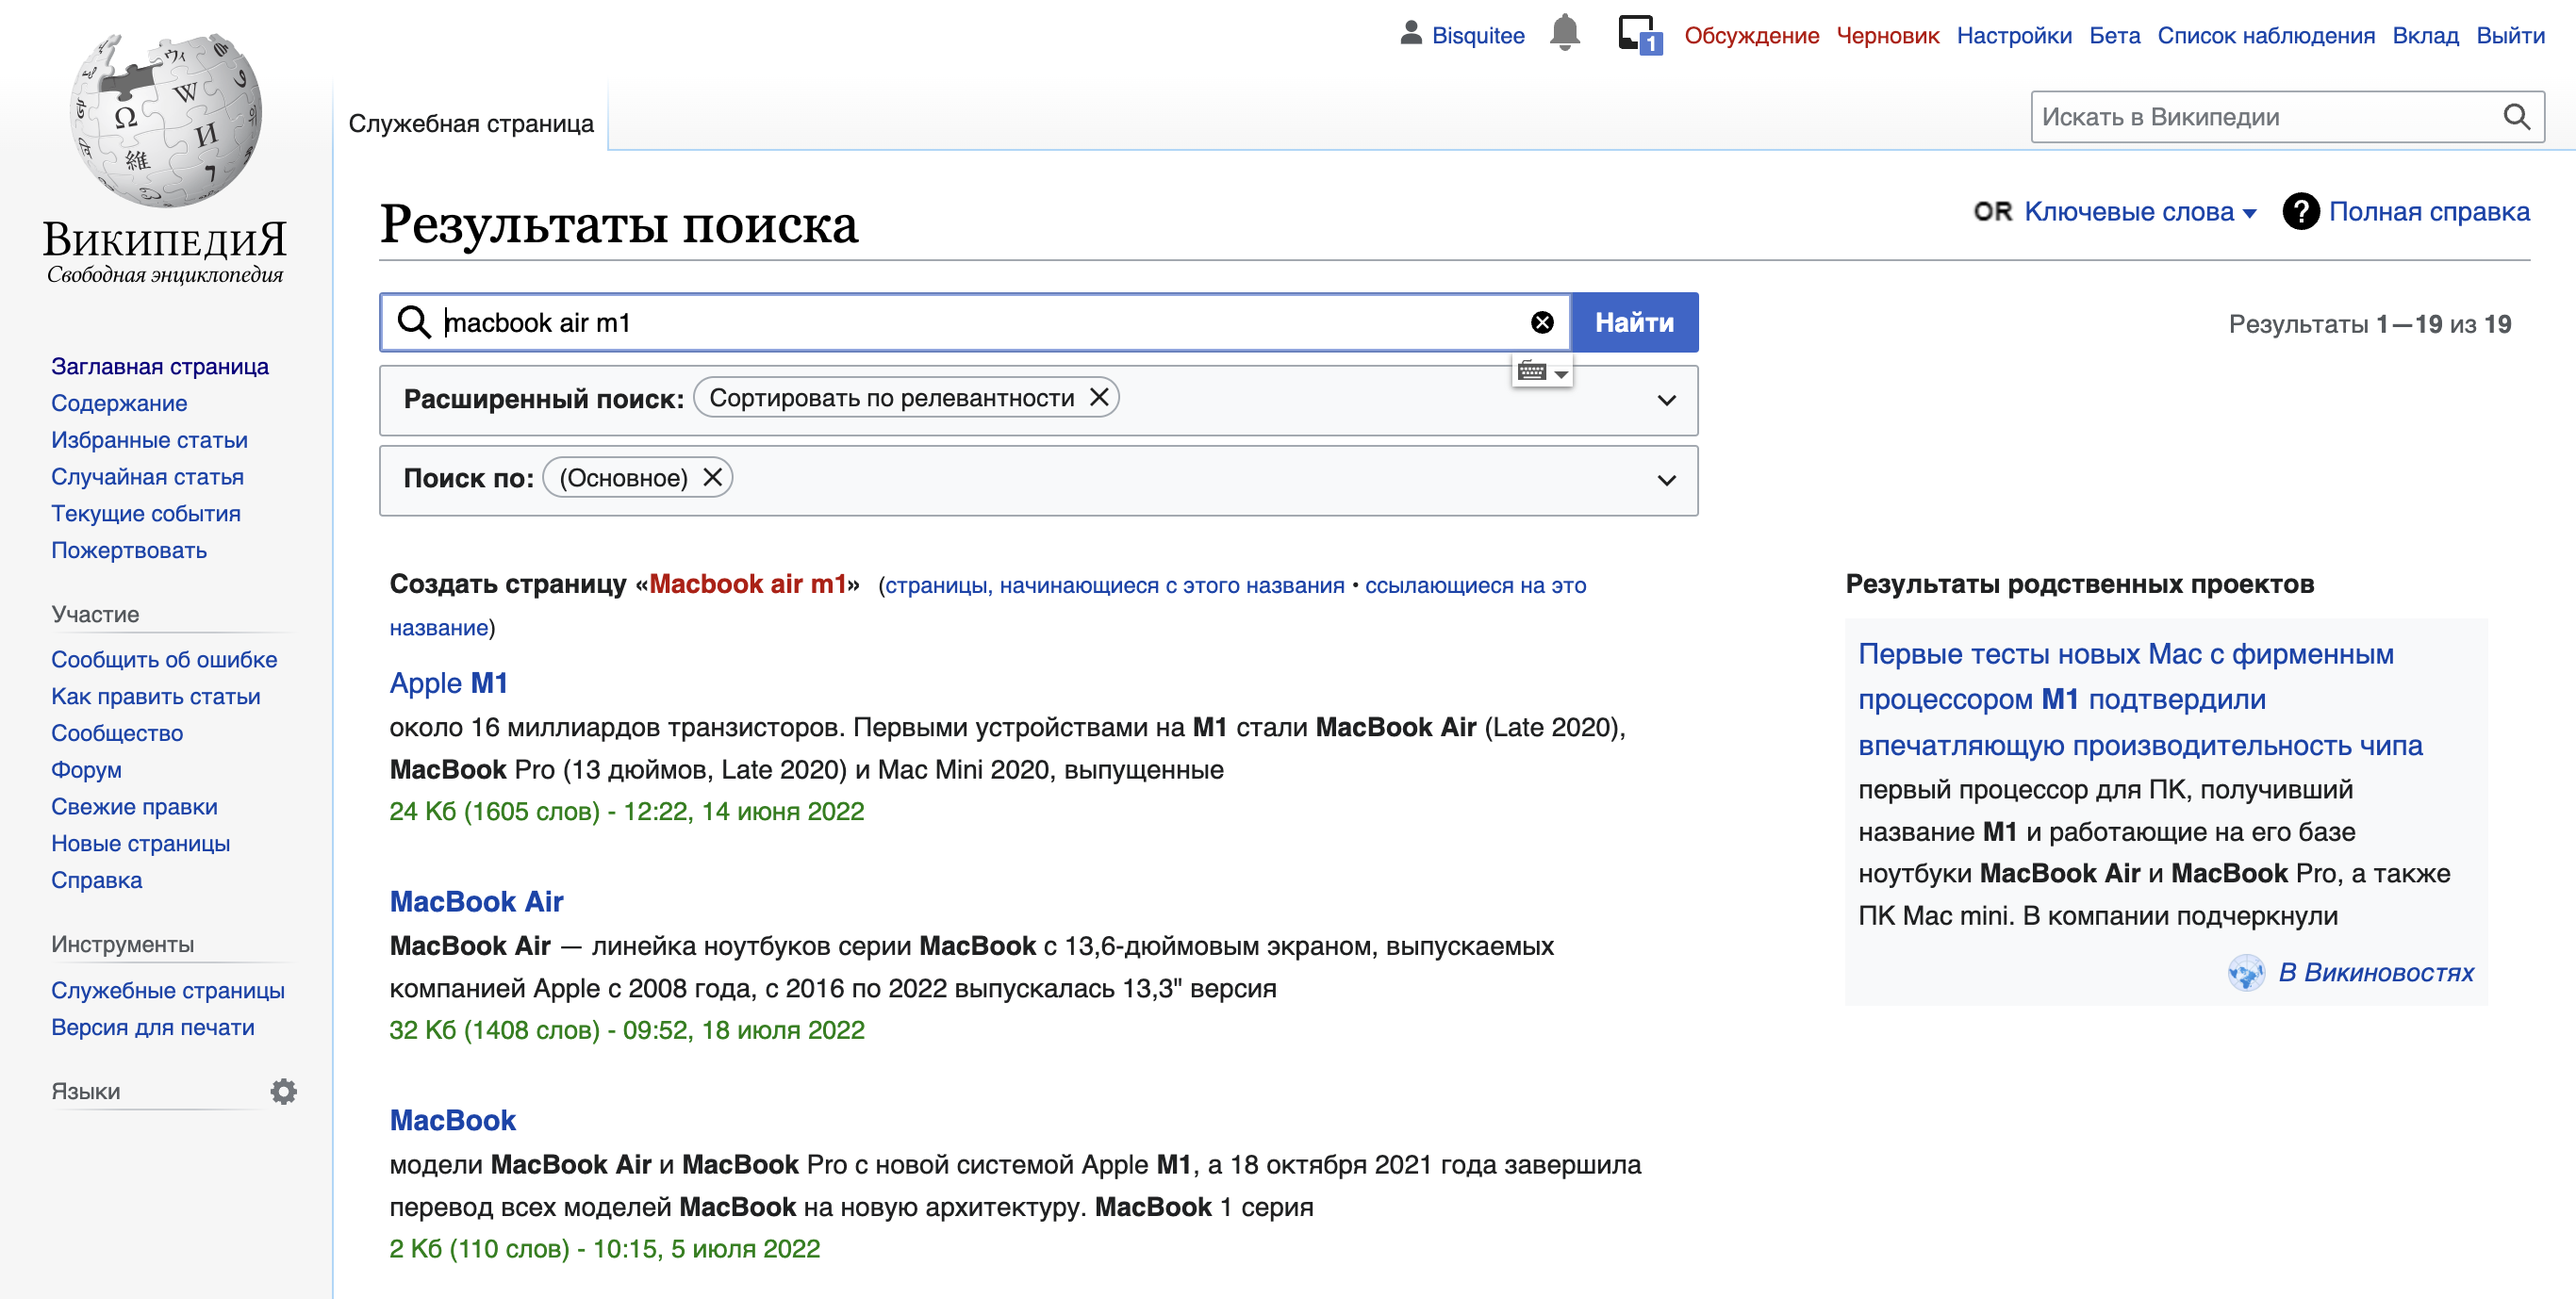 Bisquitee 1 Обсуждение Черновик Настройки Бета Список наблюдения Вклад Выйти
Служебная страница
Искать в Википедии
ВикипедиЯ
Свободная энциклопедия
Заглавная страница
Содержание
Избранные статьи
Случайная статья
Текущие события
Пожертвовать
Участие
Сообщить об ошибке
Как править статьи
Сообщество
Форум
Свежие правки
Новые страницы
Справка
Инструменты
Служебные страницы
Версия для печати
Языки
Результаты поиска
OR Ключевые слова ? Полная справка
macbook air m1
Найти
Результаты 1—19 из 19
Расширенный поиск: Сортировать по релевантности
Поиск по: (Основное)
Создать страницу «Macbook air m1» (страницы, начинающиеся с этого названия • ссылающиеся на это
название)
Apple M1
около 16 миллиардов транзисторов. Первыми устройствами на M1 стали MacBook Air (Late 2020),
MacBook Pro (13 дюймов, Late 2020) и Mac Mini 2020, выпущенные
24 Кб (1605 слов) - 12:22, 14 июня 2022
MacBook Air
MacBook Air — линейка ноутбуков серии MacBook с 13,6-дюймовым экраном, выпускаемых
компанией Apple с 2008 года, с 2016 по 2022 выпускалась 13,3" версия
32 Кб (1408 слов) - 09:52, 18 июля 2022
MacBook
модели MacBook Air и MacBook Pro с новой системой Apple M1, а 18 октября 2021 года завершила
перевод всех моделей MacBook на новую архитектуру. MacBook 1 серия
2 Кб (110 слов) - 10:15, 5 июля 2022
Результаты родственных проектов
Первые тесты новых Mac с фирменным
процессором M1 подтвердили
впечатляющую производительность чипа
первый процессор для ПК, получивший
название M1 и работающие на его базе
ноутбуки MacBook Air и MacBook Pro, а также
ПК Mac mini. В компании подчеркнули
В Викиновостях